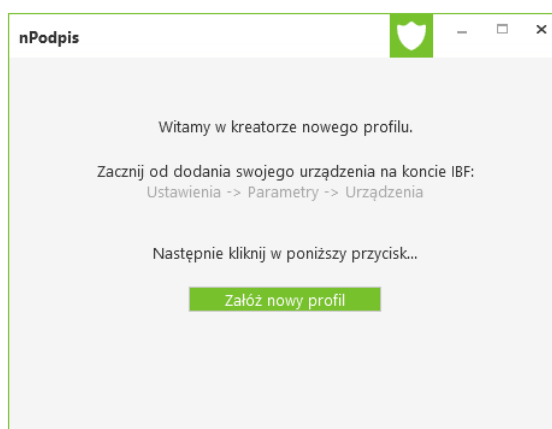 nPodpis
Witamy w kreatorze nowego profilu.
Zacznij od dodania swojego urządzenia na koncie IBF:
Ustawienia -> Parametry -> Urządzenia
Następnie kliknij w poniższy przycisk...
Załóż nowy profil